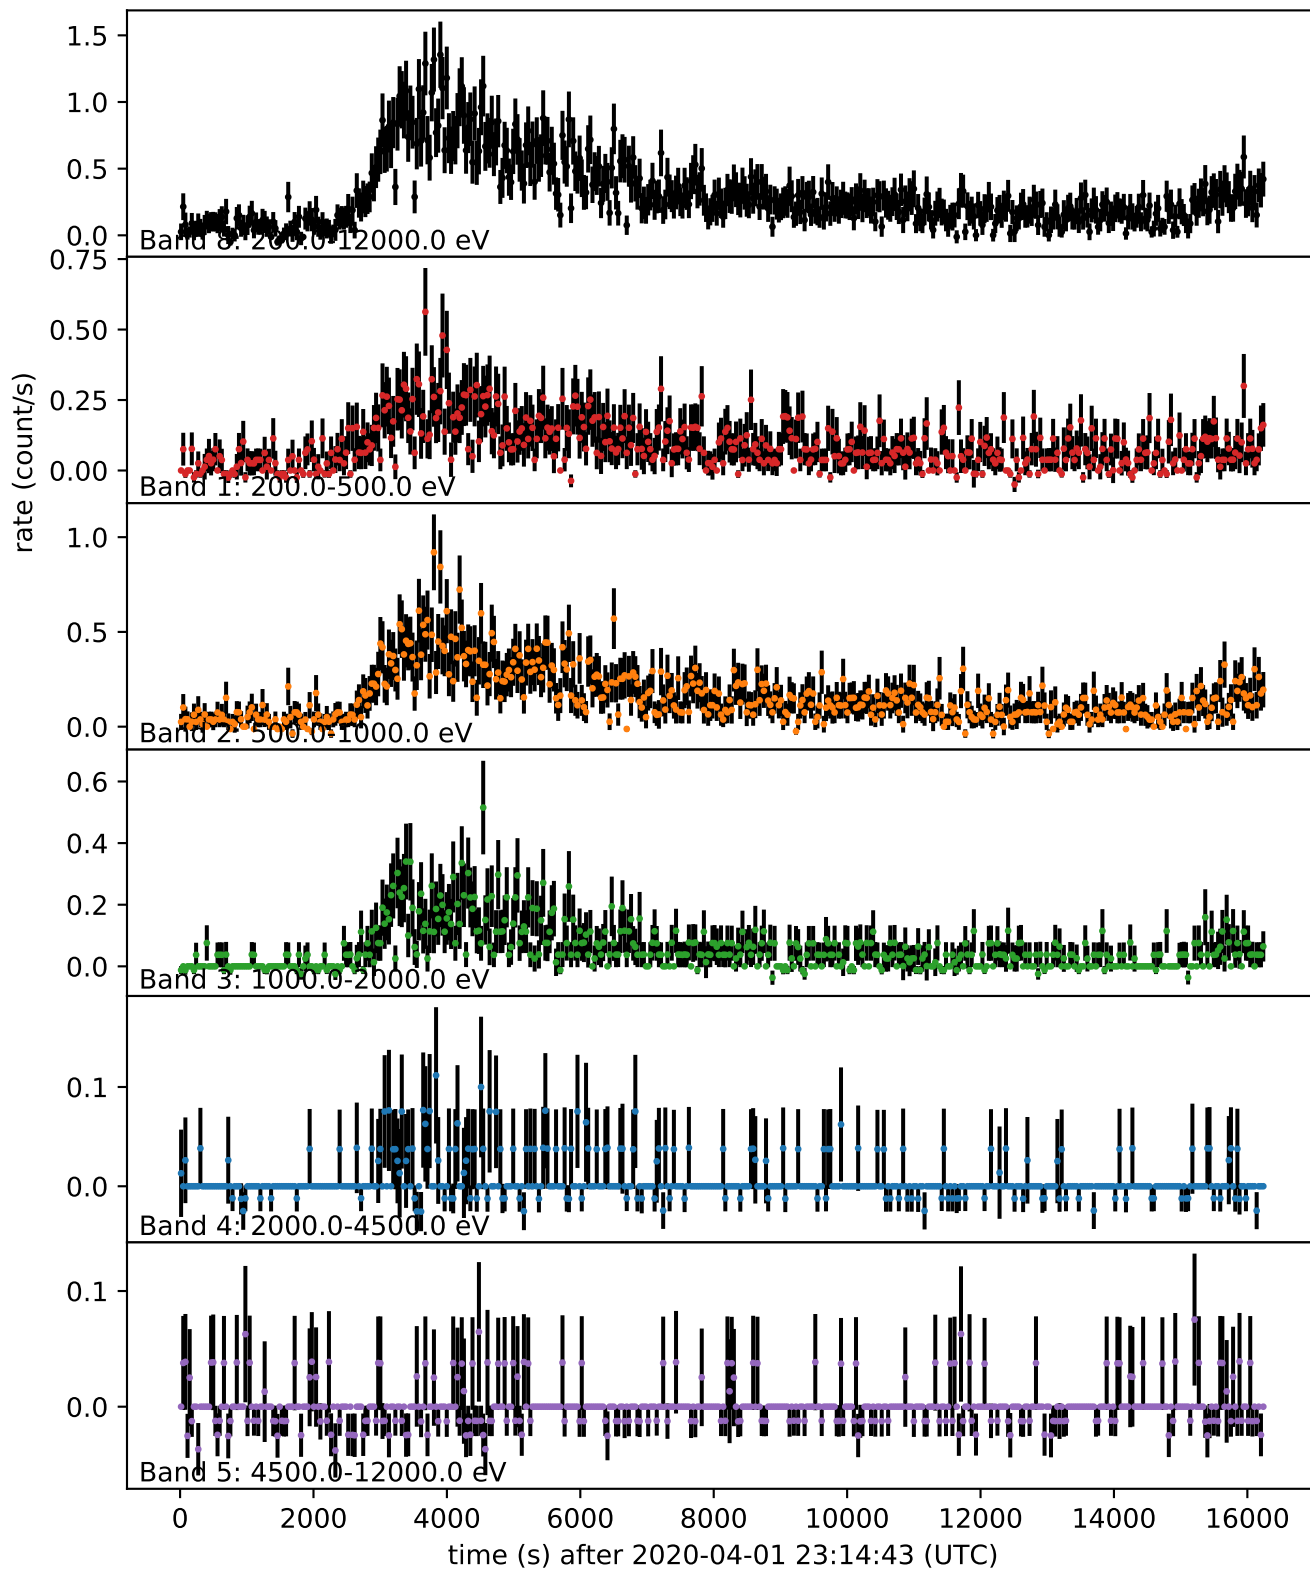 1.5
1.0
0.5
0.0
Band 8: 200.0-12000.0 eV
0.75
0.50
0.25
0.00
Band 1: 200.0-500.0 eV
rate (count/s)
1.0
0.5
0.0
Band 2: 500.0-1000.0 eV
0.6
0.4
0.2
0.0
Band 3: 1000.0-2000.0 eV
0.1
0.0
Band 4: 2000.0-4500.0 eV
0.1
0.0
Band 5: 4500.0-12000.0 eV
0 2000 4000 6000 8000 10000 12000 14000 16000
time (s) after 2020-04-01 23:14:43 (UTC)